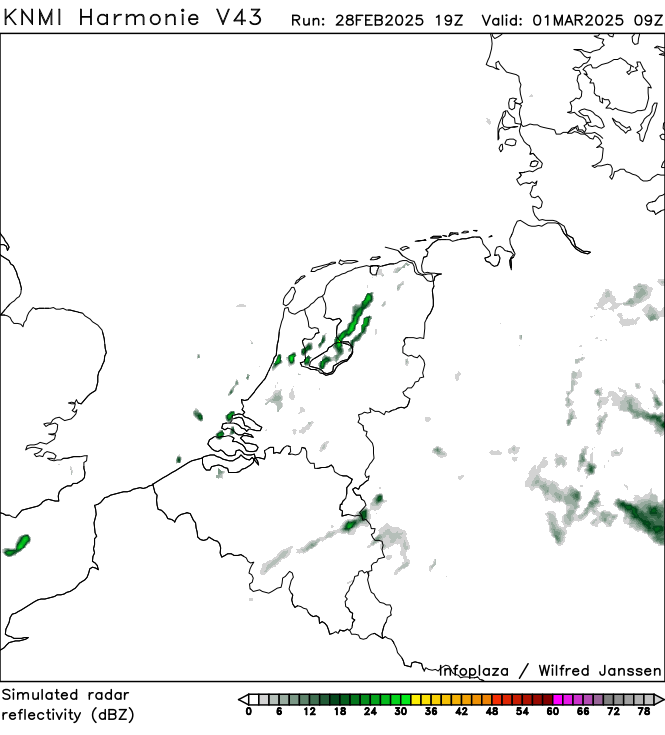 KNMI Harmonie V43 Run: 28FEB2025 19Z Valid: 01MAR2025 09Z
Infoplaza / Wilfred Janssen
Simulated radar
reflectivity (dBZ)
0 6 12 18 24 30 36 42 48 54 60 66 72 78